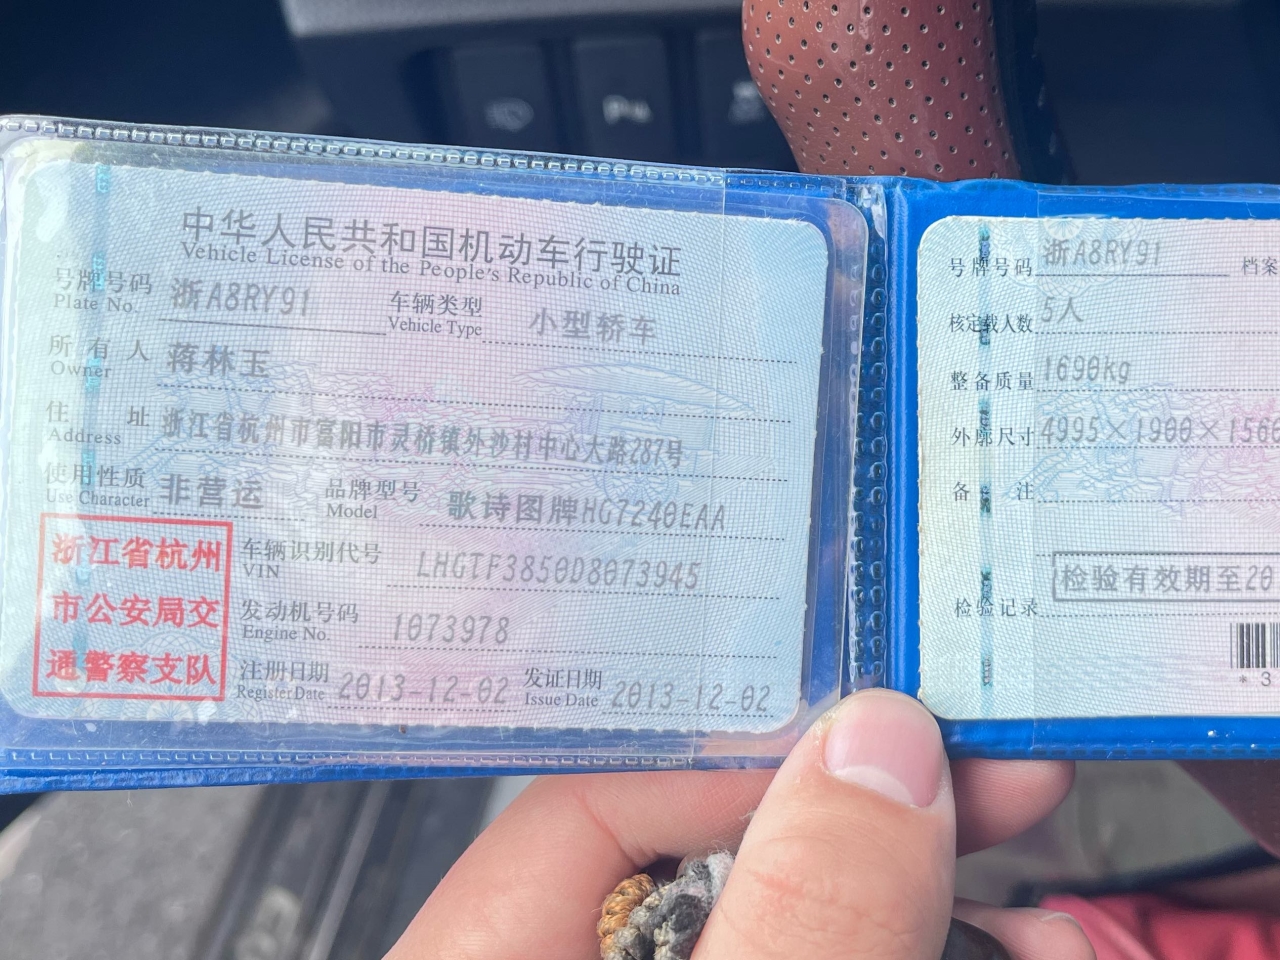 中华人民共和国机动车行驶证
Vehicle License of the People's Republic of China
号牌号码 浙A8RY91 车辆类型 小型轿车
Plate No. Vehicle Type
所有人 蒋林玉
Owner
住址 浙江省杭州市富阳市灵桥镇外沙村中心大路287号
Address
使用性质 非营运 品牌型号 歌诗图牌HG7240EAA
Use Character Model
浙江省杭州
市公安局交
通警察支队
车辆识别代号 LHGTF3850D8073945
VIN
发动机号码 1073978
Engine No.
注册日期 2013-12-02 发证日期 2013-12-02
Register Date Issue Date
号牌号码 浙A8RY91 档案
核定载人数 5人
整备质量 1690kg
外廓尺寸 4995×1900×156
备注
检验有效期至20
检验记录
*3
P